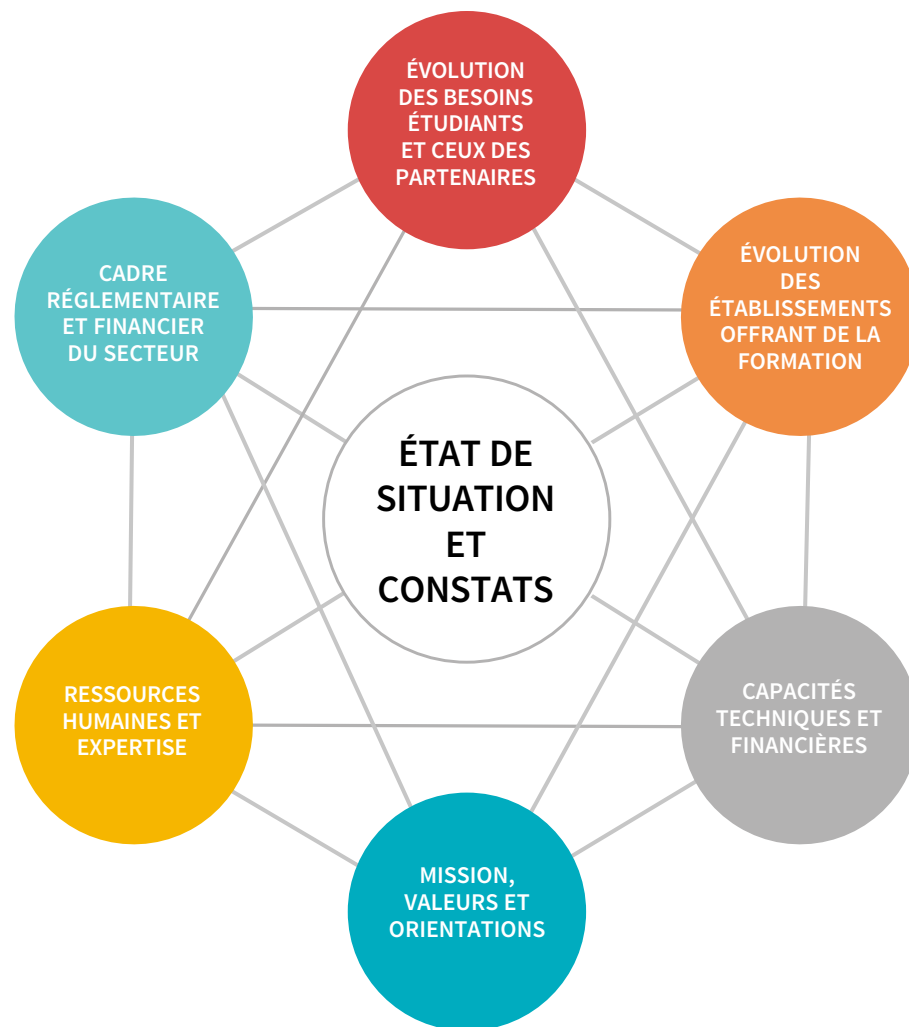 ÉVOLUTION
DES BESOINS
ÉTUDIANTS
ET CEUX DES
PARTENAIRES
CADRE
RÉGLEMENTAIRE
ET FINANCIER
DU SECTEUR
ÉVOLUTION
DES
ÉTABLISSEMENTS
OFFRANT DE LA
FORMATION
ÉTAT DE
SITUATION
ET
CONSTATS
RESSOURCES
HUMAINES ET
EXPERTISE
CAPACITÉS
TECHNIQUES ET
FINANCIÈRES
MISSION,
VALEURS ET
ORIENTATIONS